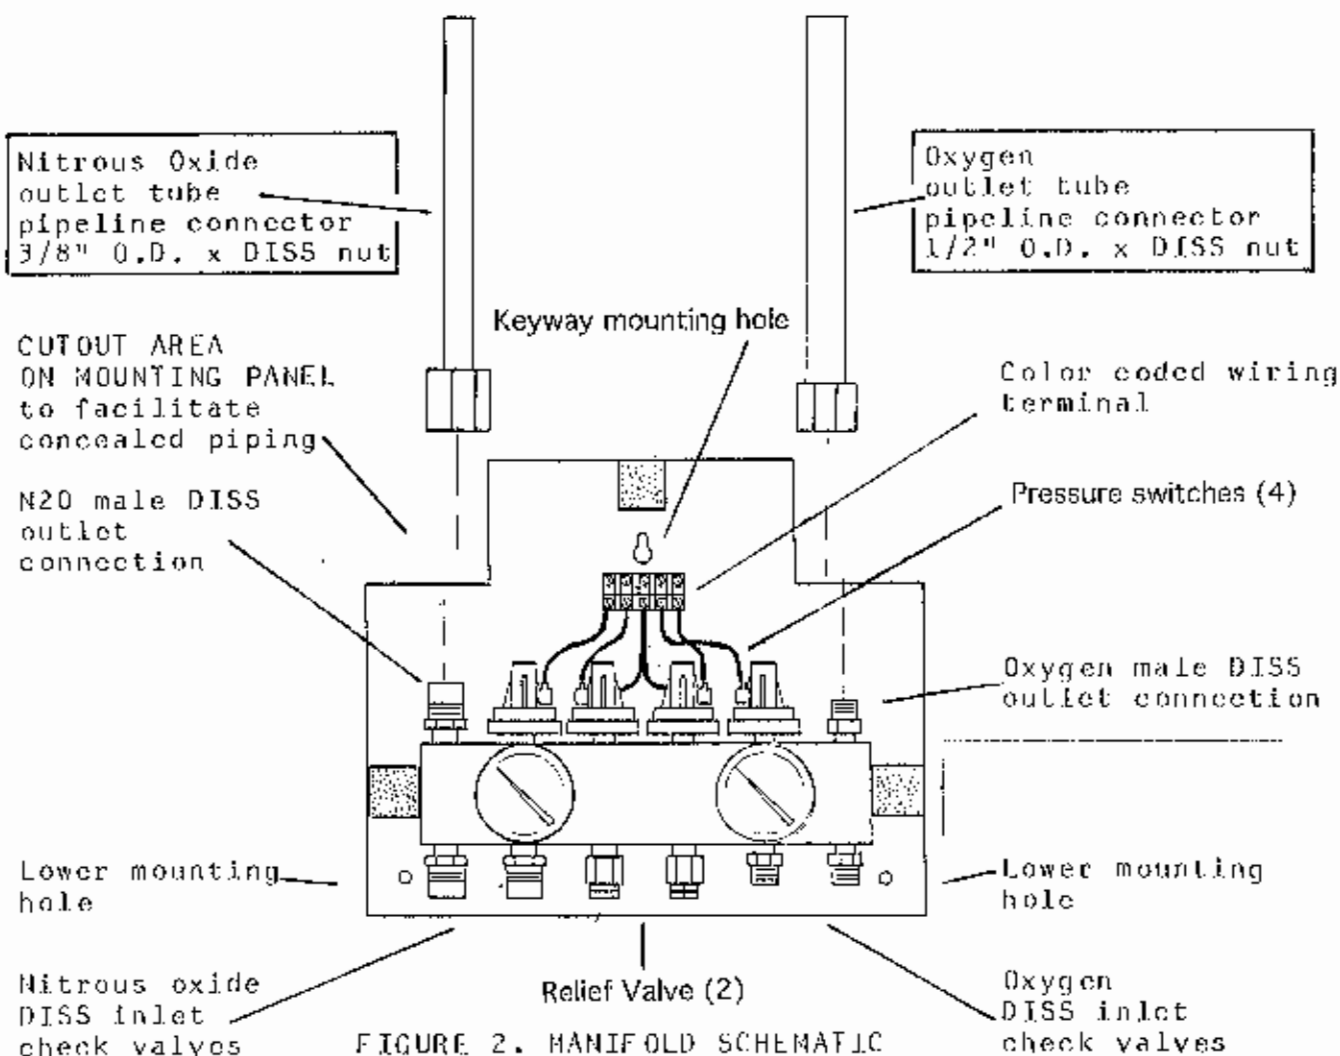 Nitrous Oxide
outlet tube
pipeline connector
3/8" O.D. x DISS nut
Oxygen
outlet tube
pipeline connector
1/2" O.D. x DISS nut
Keyway mounting hole
CUTOUT AREA
ON MOUNTING PANEL
to facilitate
concealed piping
Color coded wiring
terminal
N2O male DISS
outlet
connection
Pressure switches (4)
Oxygen male DISS
outlet connection
Lower mounting
hole
Lower mounting
hole
Nitrous oxide
DISS inlet
check valves
Relief Valve (2)
Oxygen
DISS inlet
check valves
FIGURE 2. MANIFOLD SCHEMATIC